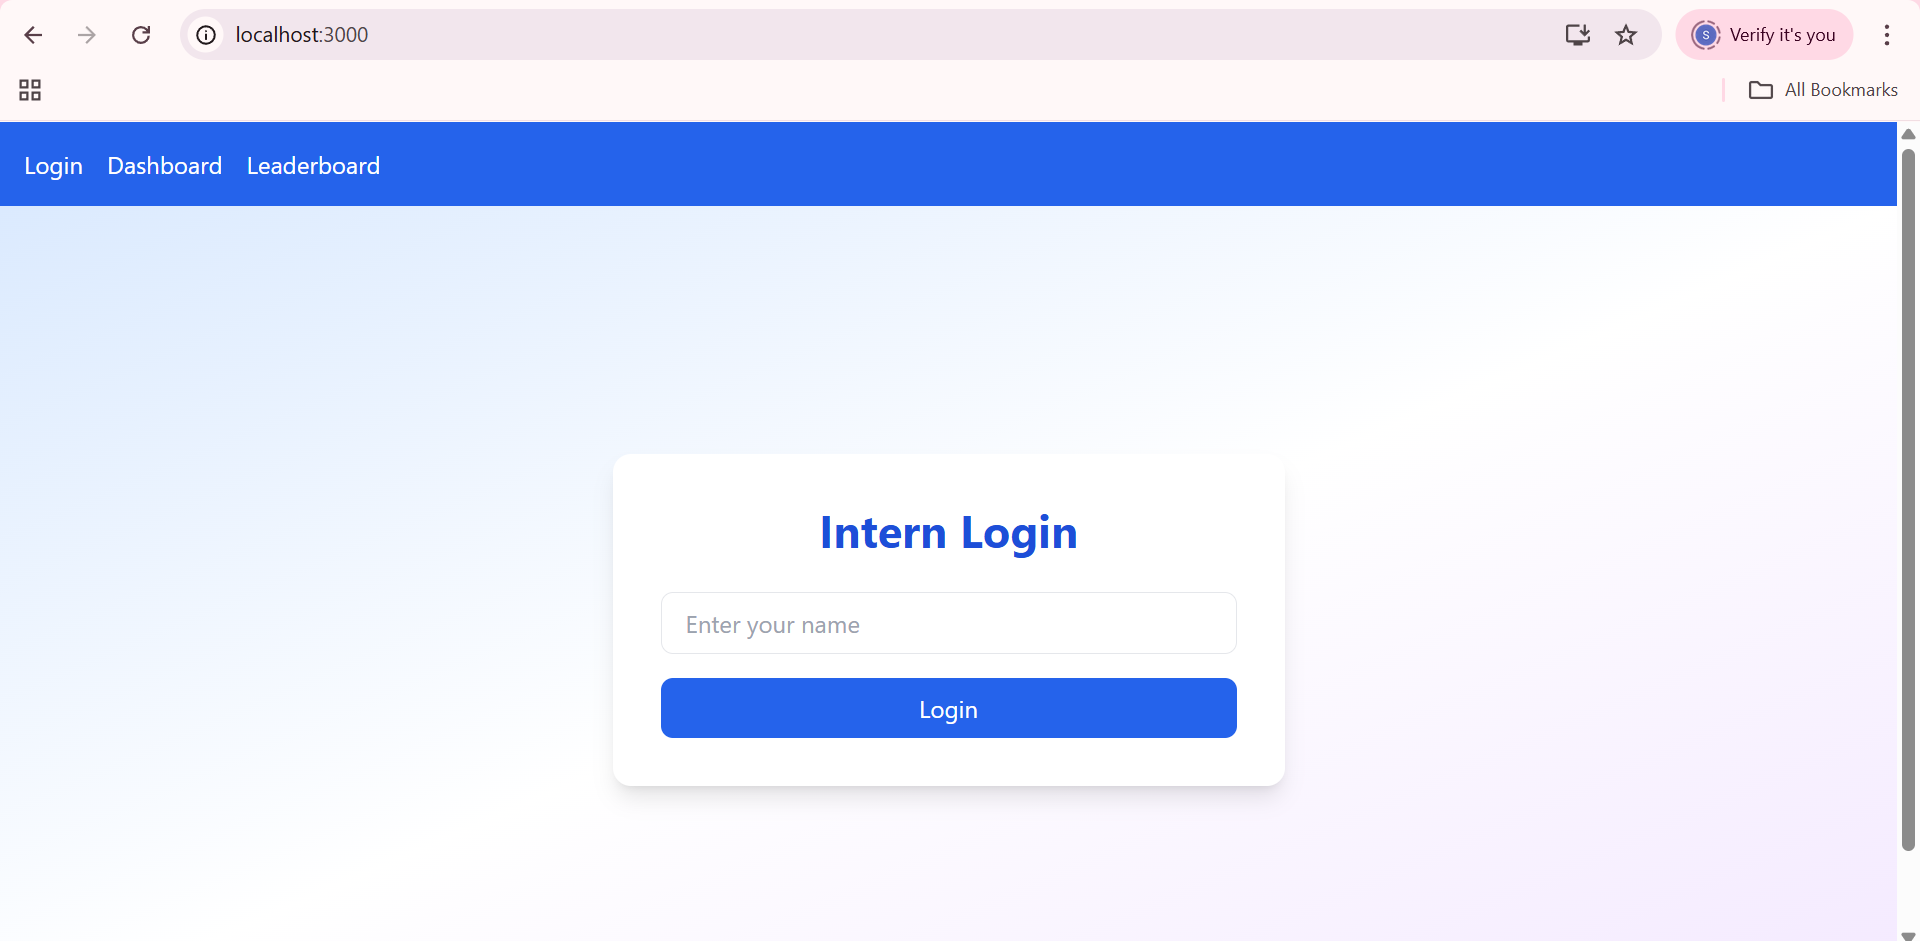 localhost:3000
S
Verify it's you
All Bookmarks
Login Dashboard Leaderboard
Intern Login
Enter your name
Login